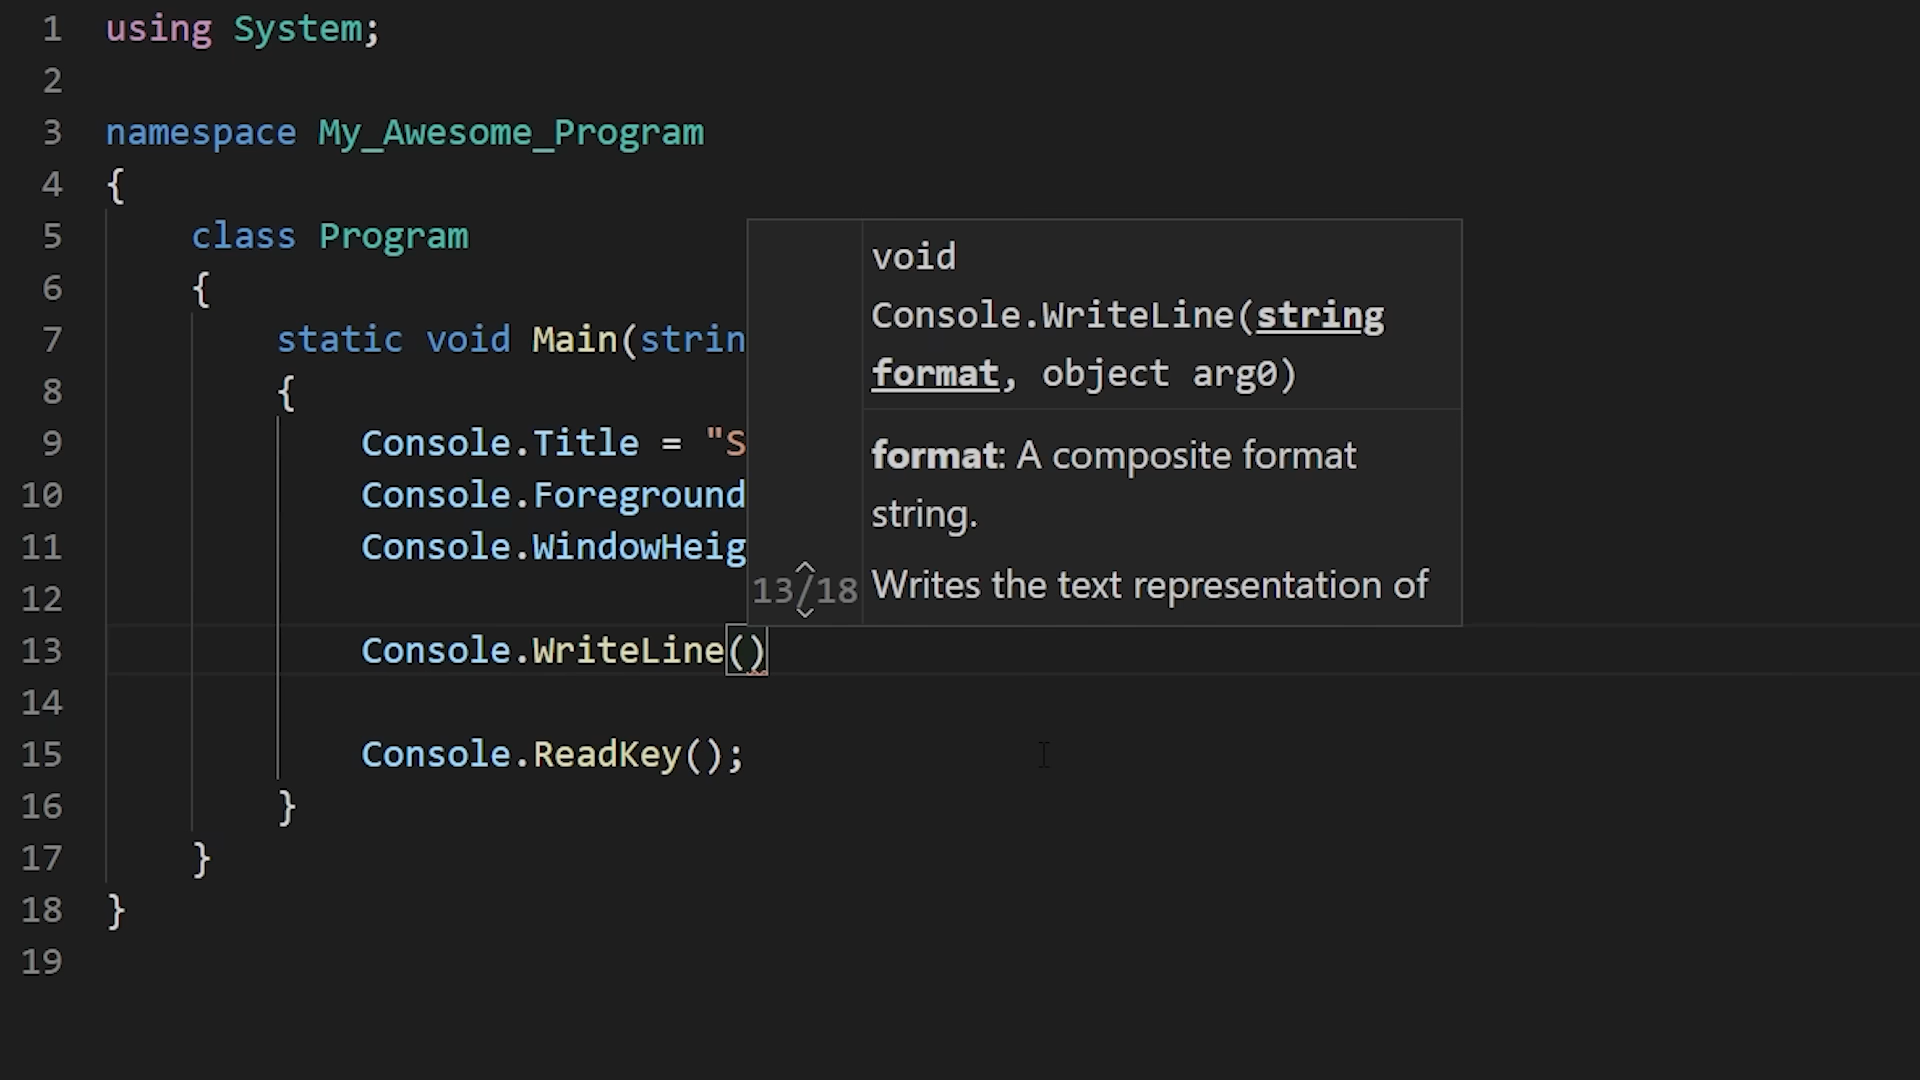 1 using System;
2
3 namespace My_Awesome_Program
4 {
5 class Program
6 {
7 static void Main(strin
8 {
9 Console.Title = "S
10 Console.Foreground
11 Console.WindowHeig
12
13 Console.WriteLine()
14
15 Console.ReadKey();
16 }
17 }
18 }
19
void
Console.WriteLine(string
format, object arg0)
format: A composite format
string.
13/18 Writes the text representation of